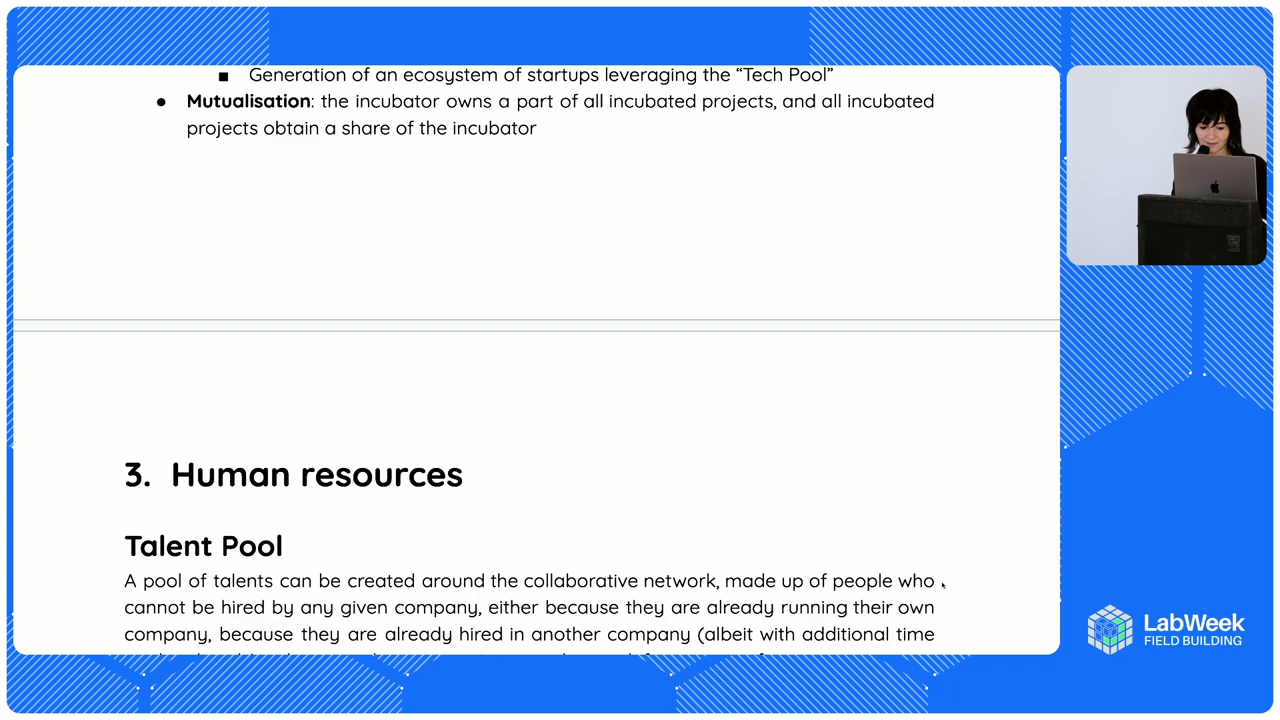 ■ Generation of an ecosystem of startups leveraging the “Tech Pool”
● Mutualisation: the incubator owns a part of all incubated projects, and all incubated
projects obtain a share of the incubator
3. Human resources
Talent Pool
A pool of talents can be created around the collaborative network, made up of people who
cannot be hired by any given company, either because they are already running their own
company, because they are already hired in another company (albeit with additional time
LabWeek
FIELD BUILDING